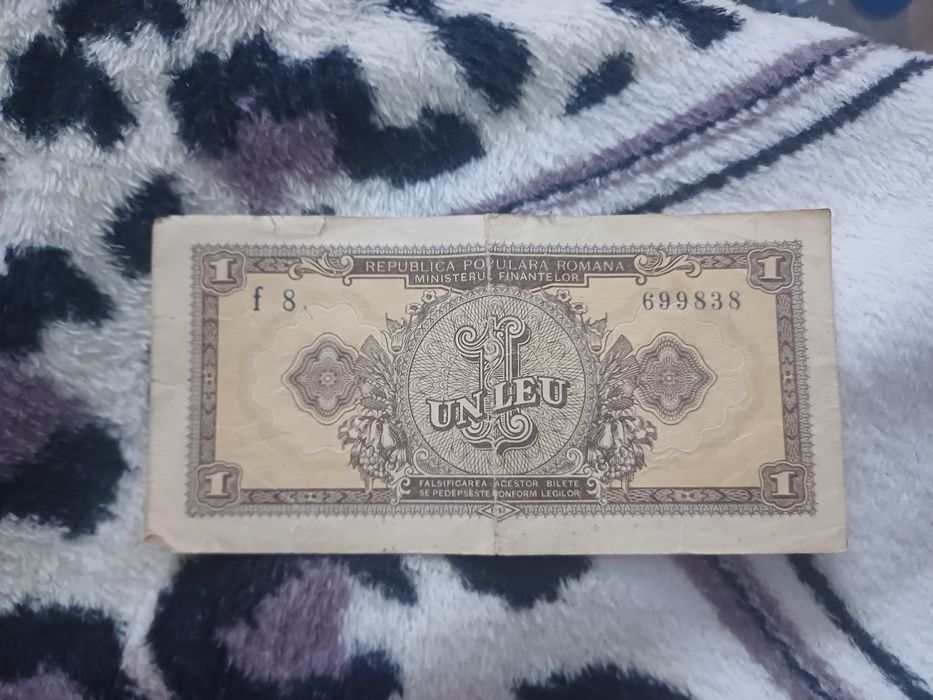 1 REPUBLICA POPULARA ROMANA 1
MINISTERUL FINANTELOR
f 8. 699838
1
UN LEU
FALSIFICAREA ACESTOR BILETE
SE PEDEPSESTE CONFORM LEGILOR
1 1